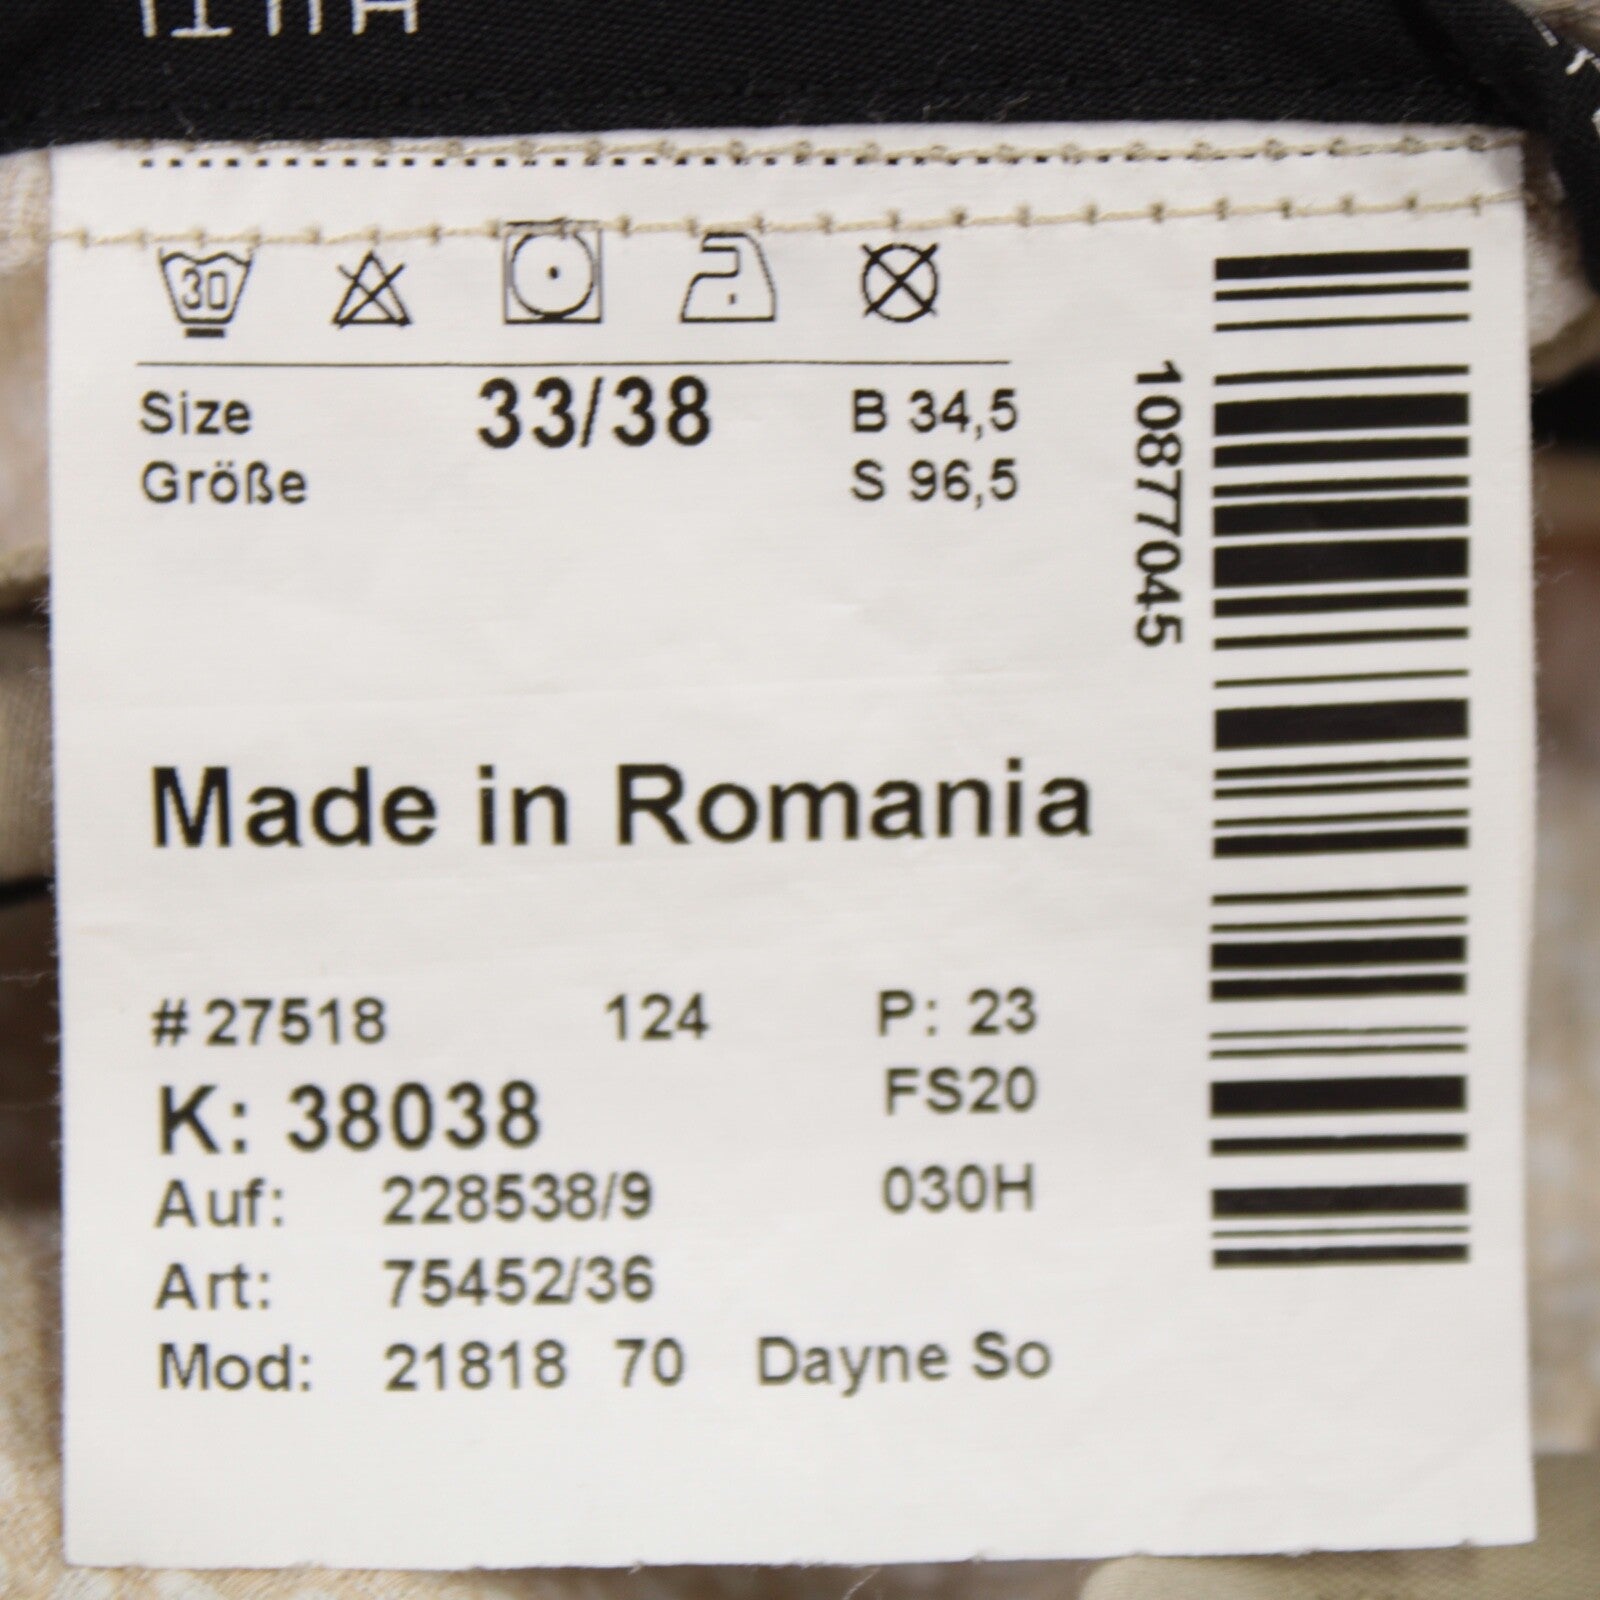 30
Size 33/38 B 34,5
Größe S 96,5
10877045
Made in Romania
#27518 124 P: 23
K: 38038 FS20
Auf: 228538/9 030H
Art: 75452/36
Mod: 21818 70 Dayne So